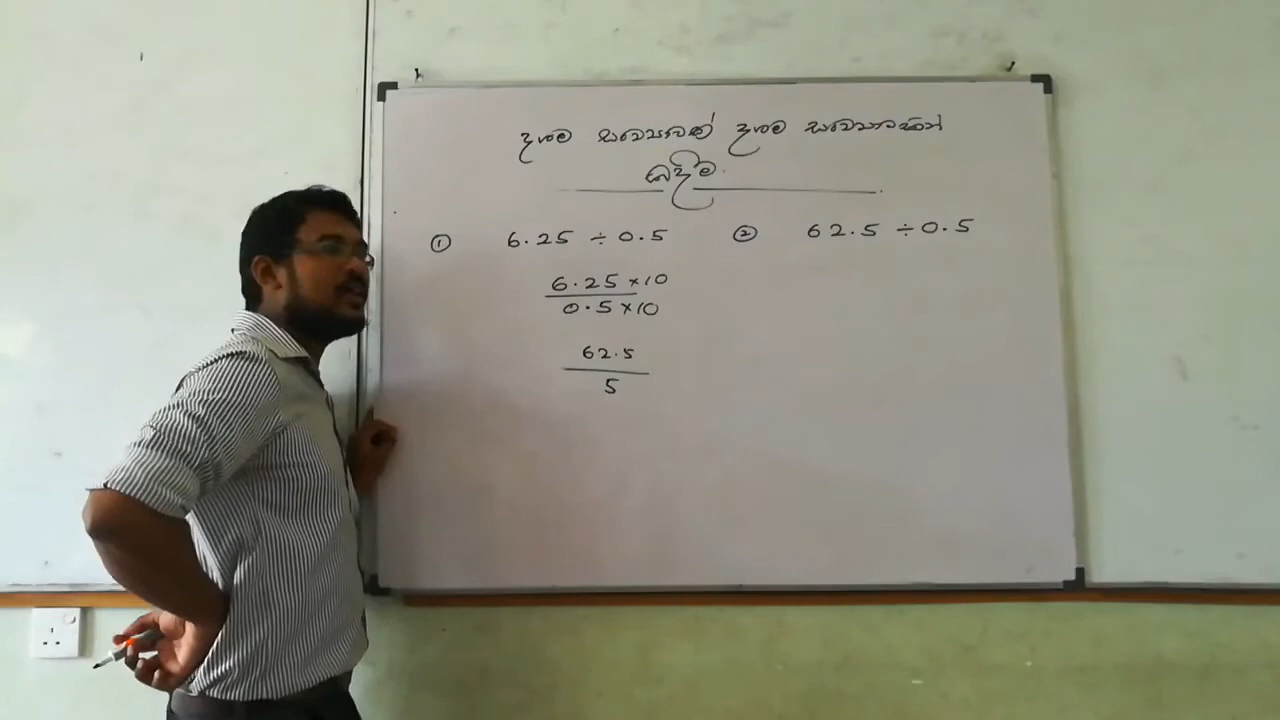 දශම සංඛ්‍යාවක් දශම සංඛ්‍යාවකින්
බෙදීම.
① 6.25 ÷ 0.5
6.25 × 10
0.5 × 10
62.5
5
② 62.5 ÷ 0.5